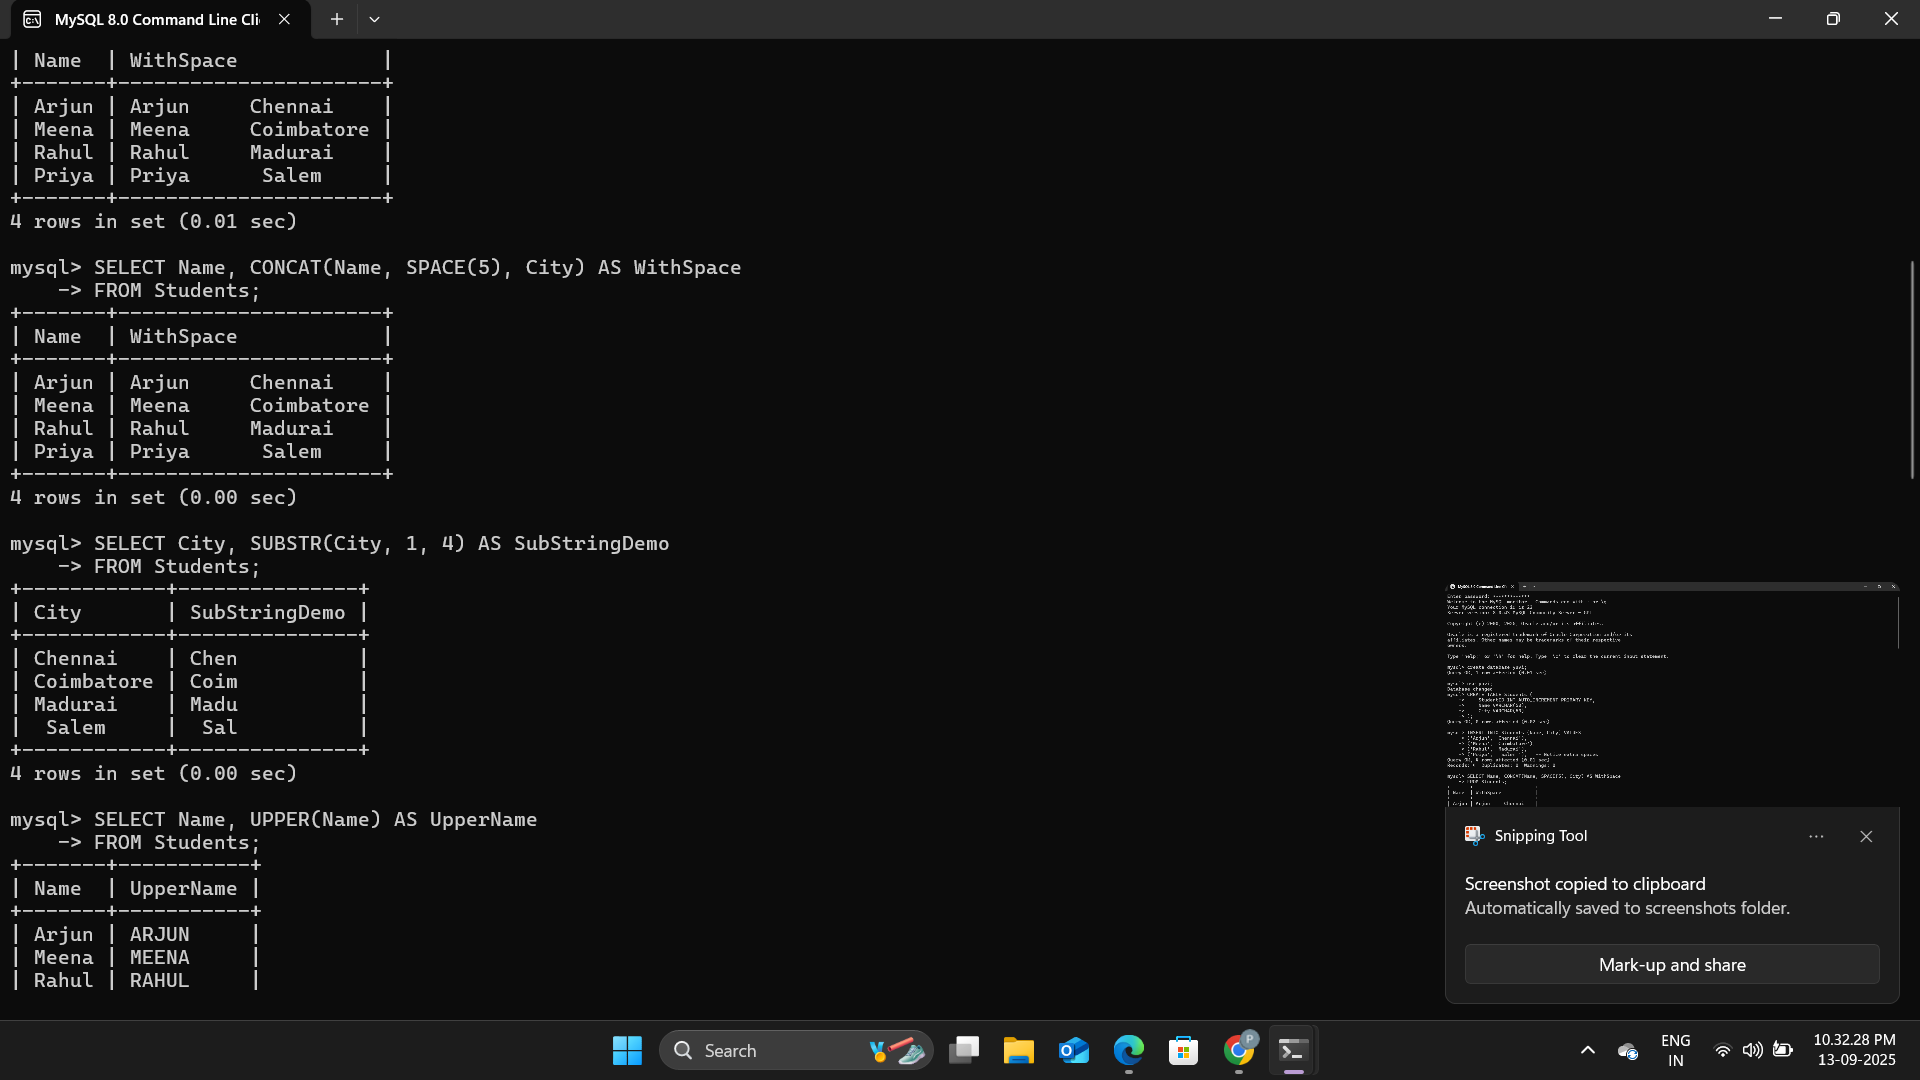 MySQL 8.0 Command Line Cli
| Name  | WithSpace            |
+-------+----------------------+
| Arjun | Arjun     Chennai    |
| Meena | Meena     Coimbatore |
| Rahul | Rahul     Madurai    |
| Priya | Priya      Salem     |
+-------+----------------------+
4 rows in set (0.01 sec)
mysql> SELECT Name, CONCAT(Name, SPACE(5), City) AS WithSpace
    -> FROM Students;
+-------+----------------------+
| Name  | WithSpace            |
+-------+----------------------+
| Arjun | Arjun     Chennai    |
| Meena | Meena     Coimbatore |
| Rahul | Rahul     Madurai    |
| Priya | Priya      Salem     |
+-------+----------------------+
4 rows in set (0.00 sec)
mysql> SELECT City, SUBSTR(City, 1, 4) AS SubStringDemo
    -> FROM Students;
+------------+---------------+
| City       | SubStringDemo |
+------------+---------------+
| Chennai    | Chen          |
| Coimbatore | Coim          |
| Madurai    | Madu          |
|  Salem     |  Sal          |
+------------+---------------+
4 rows in set (0.00 sec)
mysql> SELECT Name, UPPER(Name) AS UpperName
    -> FROM Students;
+-------+-----------+
| Name  | UpperName |
+-------+-----------+
| Arjun | ARJUN     |
| Meena | MEENA     |
| Rahul | RAHUL     |
Snipping Tool
Screenshot copied to clipboard
Automatically saved to screenshots folder.
Mark-up and share
Search
P
ENG
IN
10.32.28 PM
13-09-2025